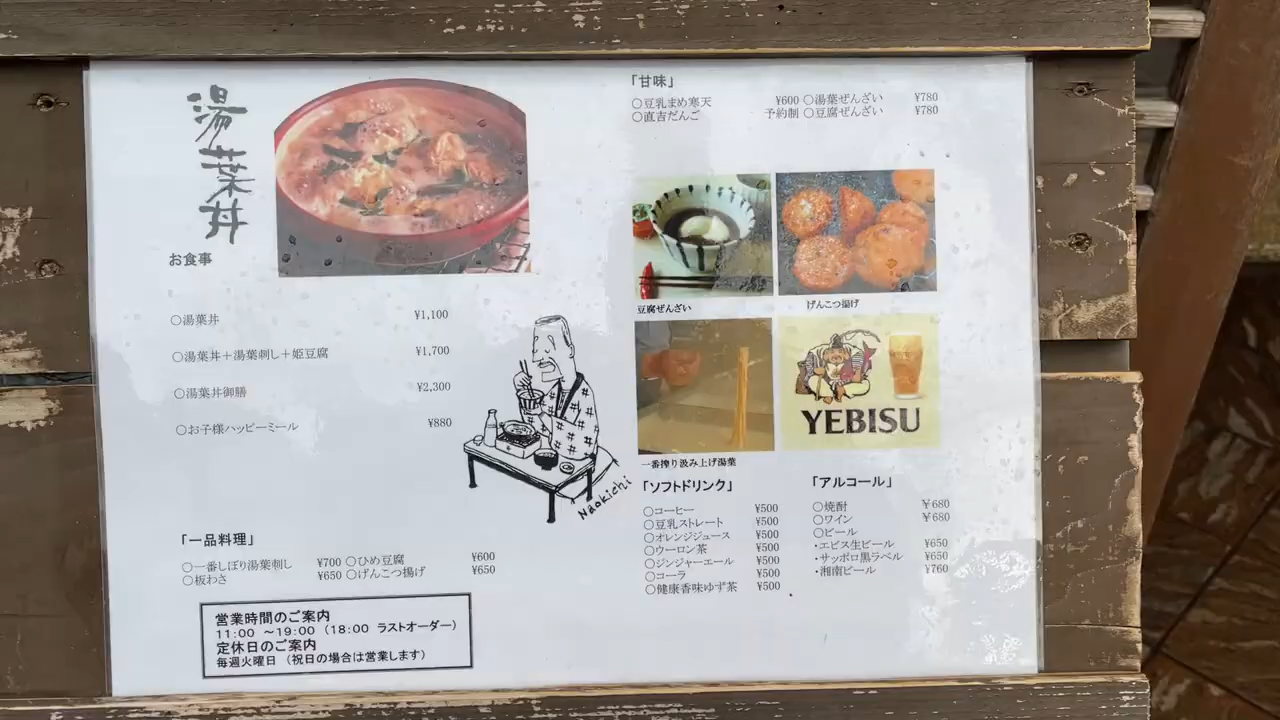 湯葉丼
お食事
○湯葉丼 ¥1,100
○湯葉丼＋湯葉刺し＋姫豆腐 ¥1,700
○湯葉丼御膳 ¥2,300
○お子様ハッピーミール ¥880
Naokichi
「一品料理」
○一番しぼり湯葉刺し ¥700 ○ひめ豆腐 ¥600
○板わさ ¥650 ○げんこつ揚げ ¥650
営業時間のご案内
11:00 ～19:00 （18:00 ラストオーダー）
定休日のご案内
毎週火曜日 （祝日の場合は営業します）
「甘味」
○豆乳まめ寒天 ¥600 ○湯葉ぜんざい ¥780
○直吉だんご 予約制 ○豆腐ぜんざい ¥780
豆腐ぜんざい
げんこつ揚げ
一番搾り汲み上げ湯葉
YEBISU
「ソフトドリンク」
○コーヒー ¥500
○豆乳ストレート ¥500
○オレンジジュース ¥500
○ウーロン茶 ¥500
○ジンジャーエール ¥500
○コーラ ¥500
○健康香味ゆず茶 ¥500
「アルコール」
○焼酎 ￥680
○ワイン ￥680
○ビール
・エビス生ビール ¥650
・サッポロ黒ラベル ¥650
・湘南ビール ¥760